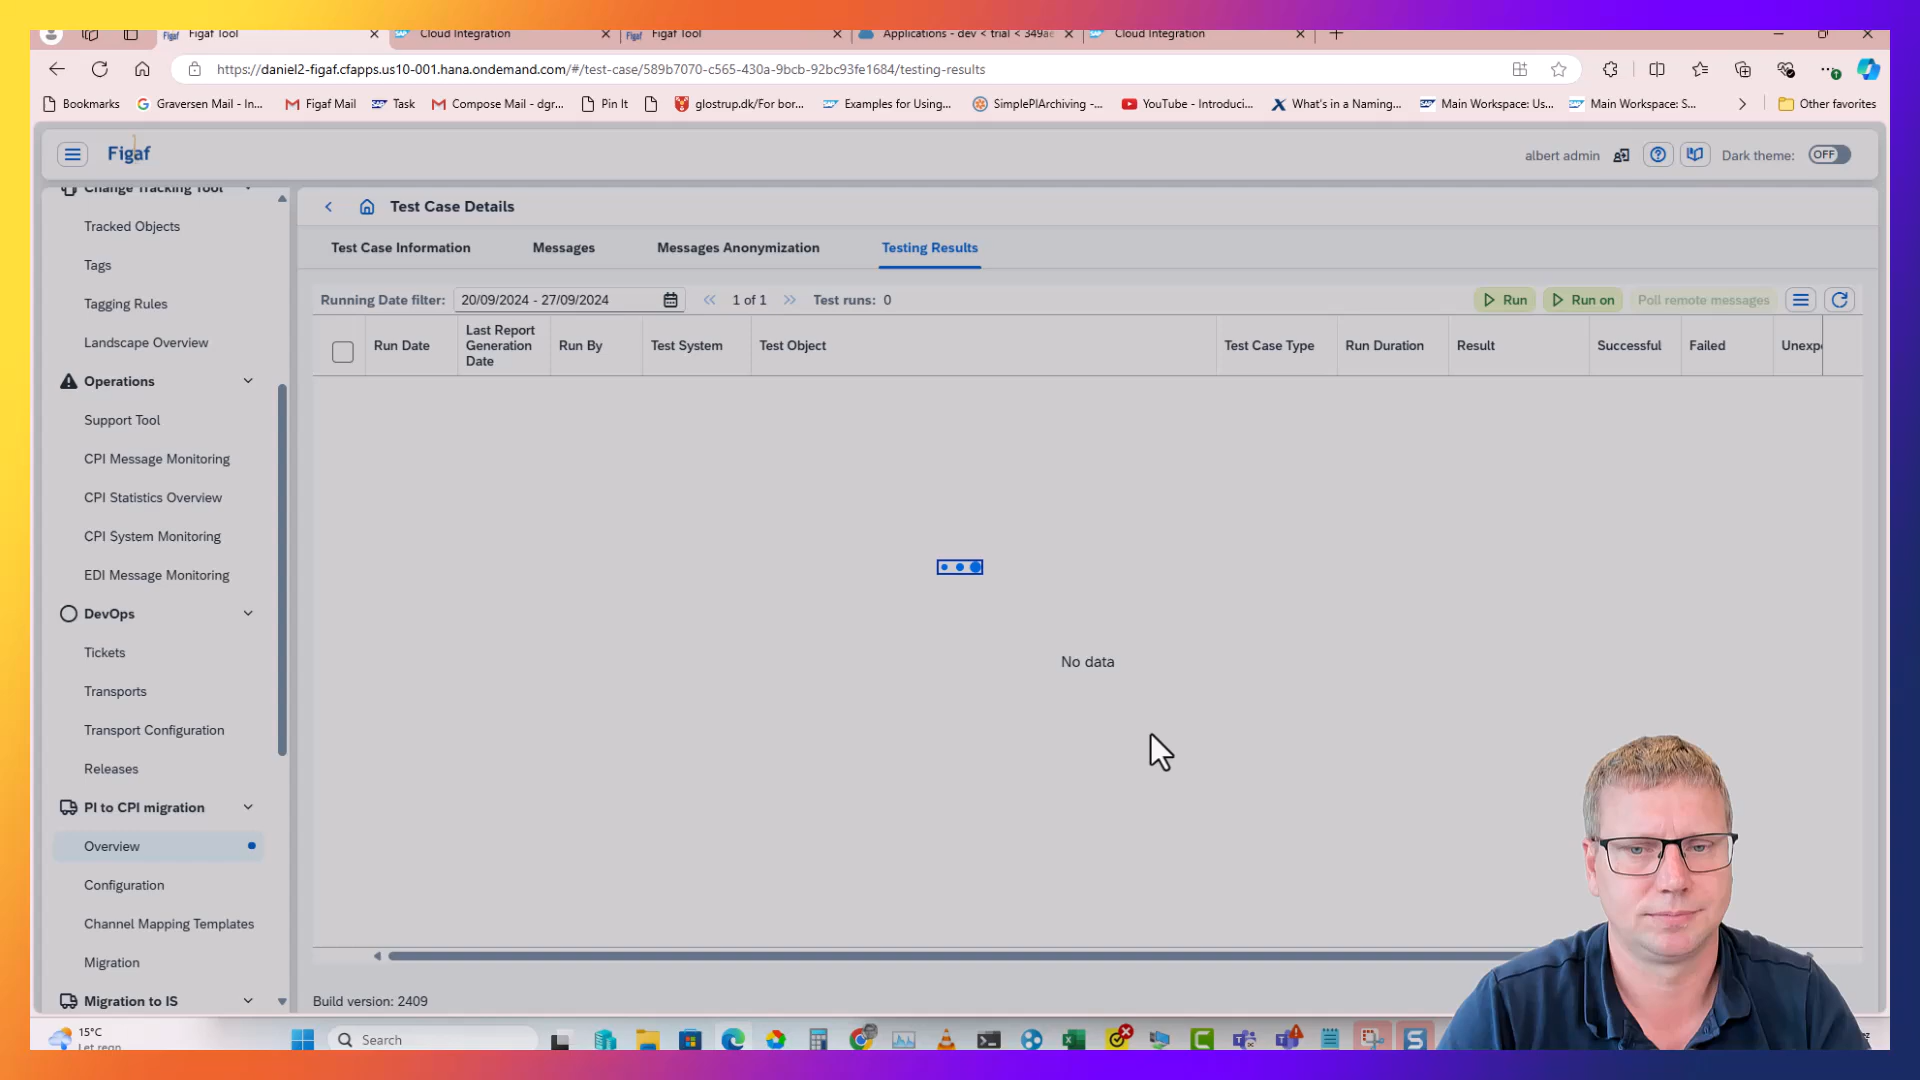 Figaf Tool
Cloud Integration
Figaf Tool
Applications - dev < trial < 349ae
Cloud Integration
https://daniel2-figaf.cfapps.us10-001.hana.ondemand.com/#/test-case/589b7070-c565-430a-9bcb-92bc93fe1684/testing-results
Bookmarks
Graversen Mail - In...
Figaf Mail
Task
Compose Mail - dgr...
Pin It
glostrup.dk/For bor...
Examples for Using...
SimplePIArchiving -...
YouTube - Introduci...
What's in a Naming...
Main Workspace: Us...
Main Workspace: S...
Other favorites
Figaf
albert admin
Dark theme:
OFF
Change Tracking Tool
Tracked Objects
Tags
Tagging Rules
Landscape Overview
Operations
Support Tool
CPI Message Monitoring
CPI Statistics Overview
CPI System Monitoring
EDI Message Monitoring
DevOps
Tickets
Transports
Transport Configuration
Releases
PI to CPI migration
Overview
Configuration
Channel Mapping Templates
Migration
Migration to IS
Test Case Details
Test Case Information
Messages
Messages Anonymization
Testing Results
Running Date filter:
20/09/2024 - 27/09/2024
1 of 1
Test runs: 0
Run
Run on
Poll remote messages
Run Date
Last Report
Generation
Date
Run By
Test System
Test Object
Test Case Type
Run Duration
Result
Successful
Failed
Unexp
No data
Build version: 2409
15°C
Search